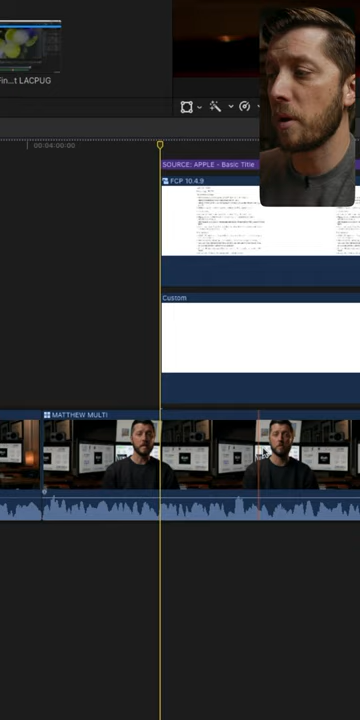 Fin...t LACPUG
00:04:00:00
SOURCE: APPLE - Basic Title
FCP 10.4.9
Custom
MATTHEW MULTI